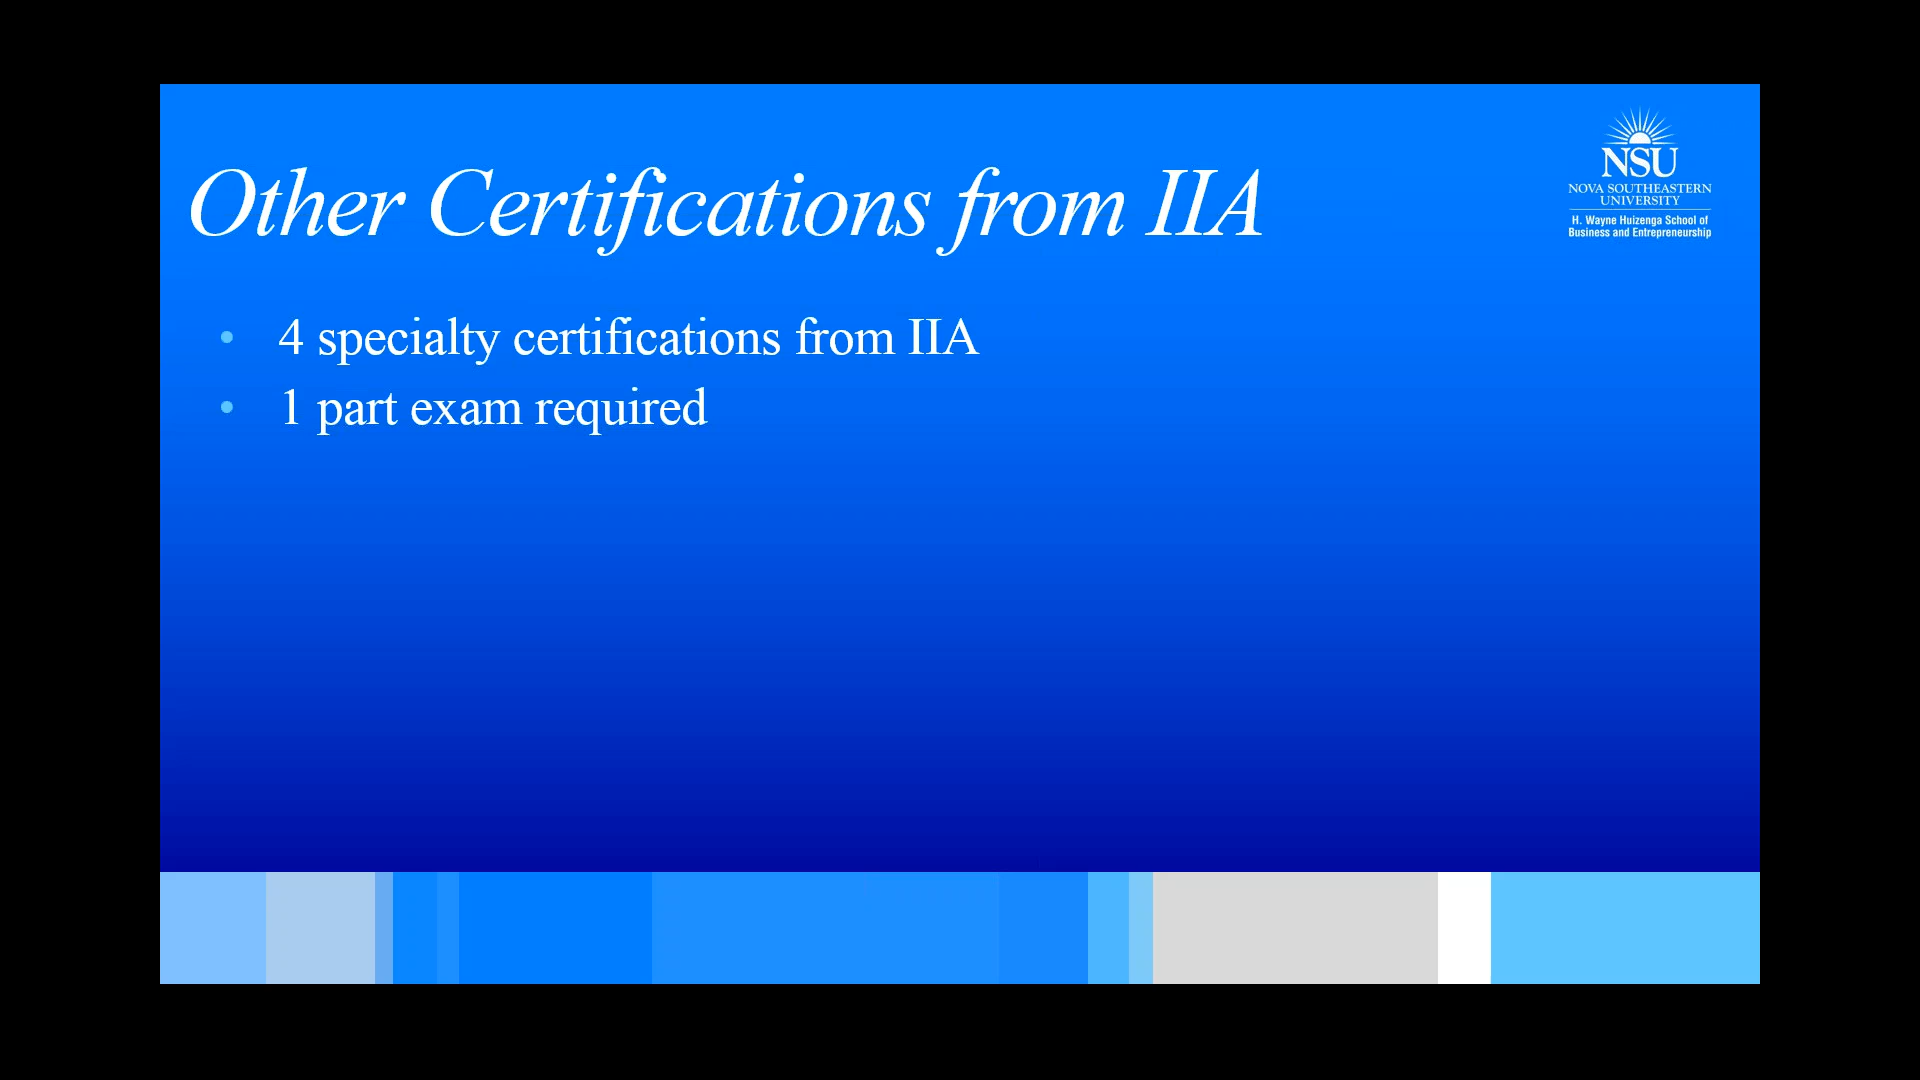 Other Certifications from IIA
NSU
NOVA SOUTHEASTERN
UNIVERSITY
H. Wayne Huizenga School of
Business and Entrepreneurship
• 4 specialty certifications from IIA
• 1 part exam required